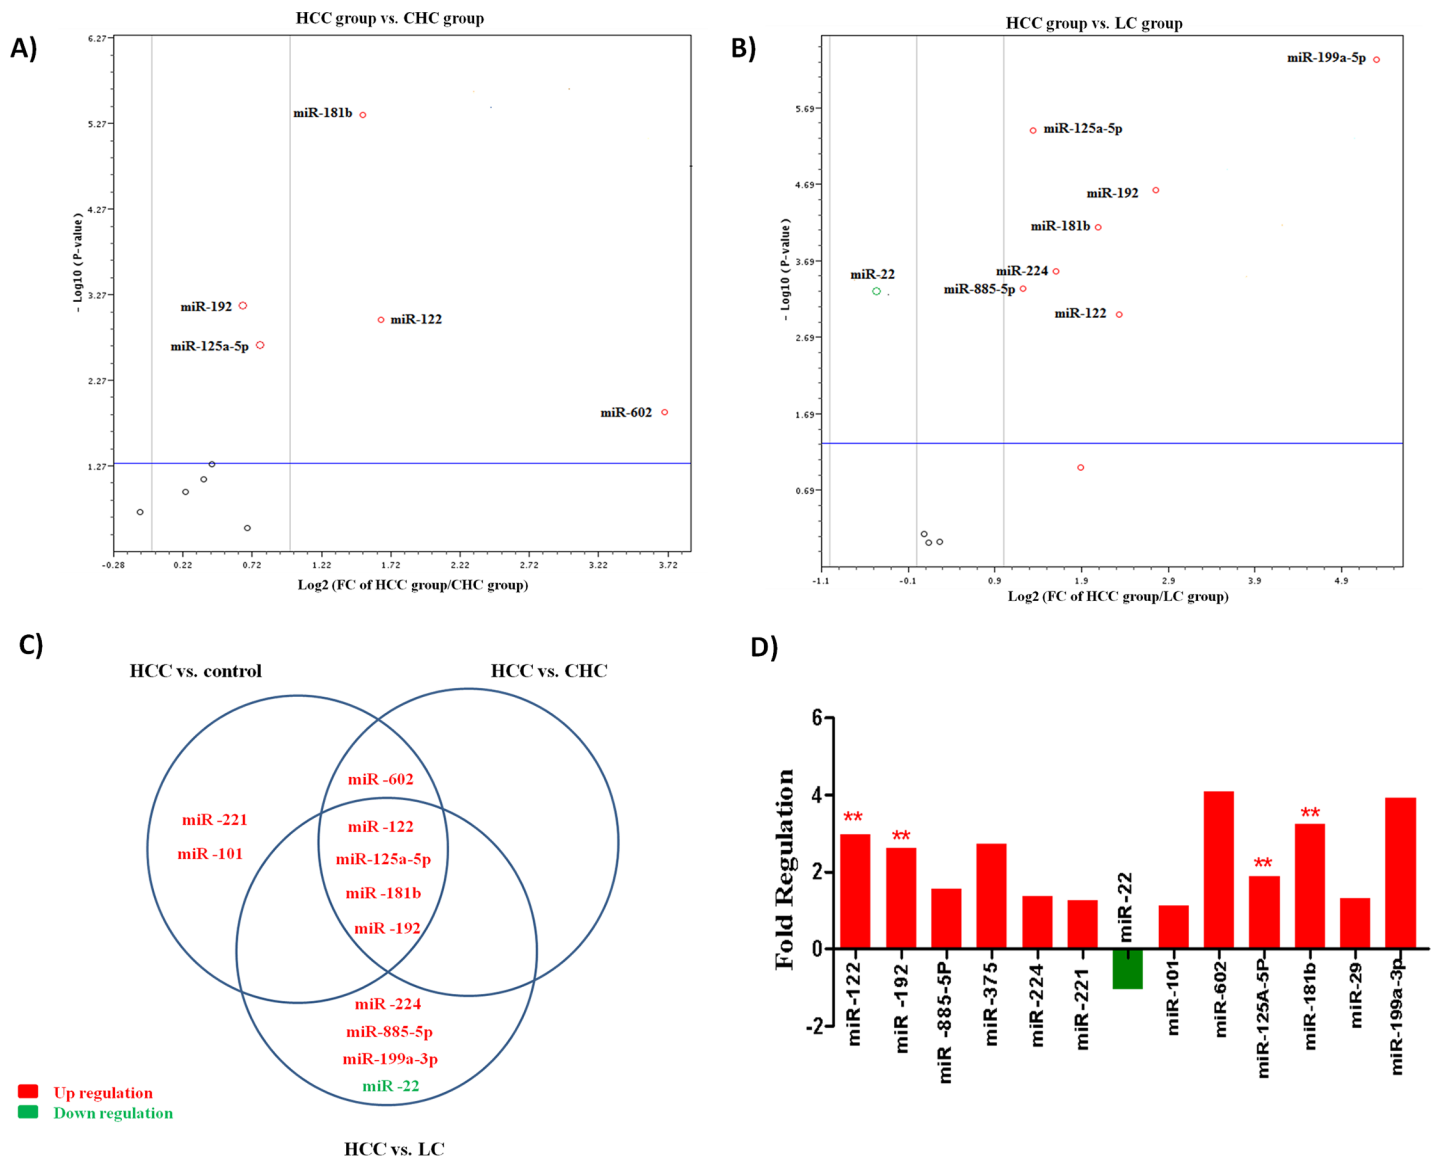 A)
HCC group vs. CHC group
- Log10 (P-value)
6.27
5.27
4.27
3.27
2.27
1.27
miR-181b
miR-192
miR-122
miR-125a-5p
miR-602
-0.28 0.22 0.72 1.22 1.72 2.22 2.72 3.22 3.72
Log2 (FC of HCC group/CHC group)
B)
HCC group vs. LC group
- Log10 (P-value)
5.69
4.69
3.69
2.69
1.69
0.69
miR-199a-5p
miR-125a-5p
miR-192
miR-181b
miR-224
miR-22
miR-885-5p
miR-122
-1.1 -0.1 0.9 1.9 2.9 3.9 4.9
Log2 (FC of HCC group/LC group)
C)
HCC vs. control
HCC vs. CHC
miR -602
miR -221
miR -122
miR -101
miR-125a-5p
miR -181b
miR -192
miR -224
miR-885-5p
miR-199a-3p
miR -22
Up regulation
Down regulation
HCC vs. LC
D)
Fold Regulation
6
4
2
0
-2
** ** ** **
miR-122
miR -192
miR -885-5P
miR-375
miR-224
miR-221
miR-22
miR-101
miR-602
miR-125A-5P
miR-181b
miR-29
miR-199a-3p